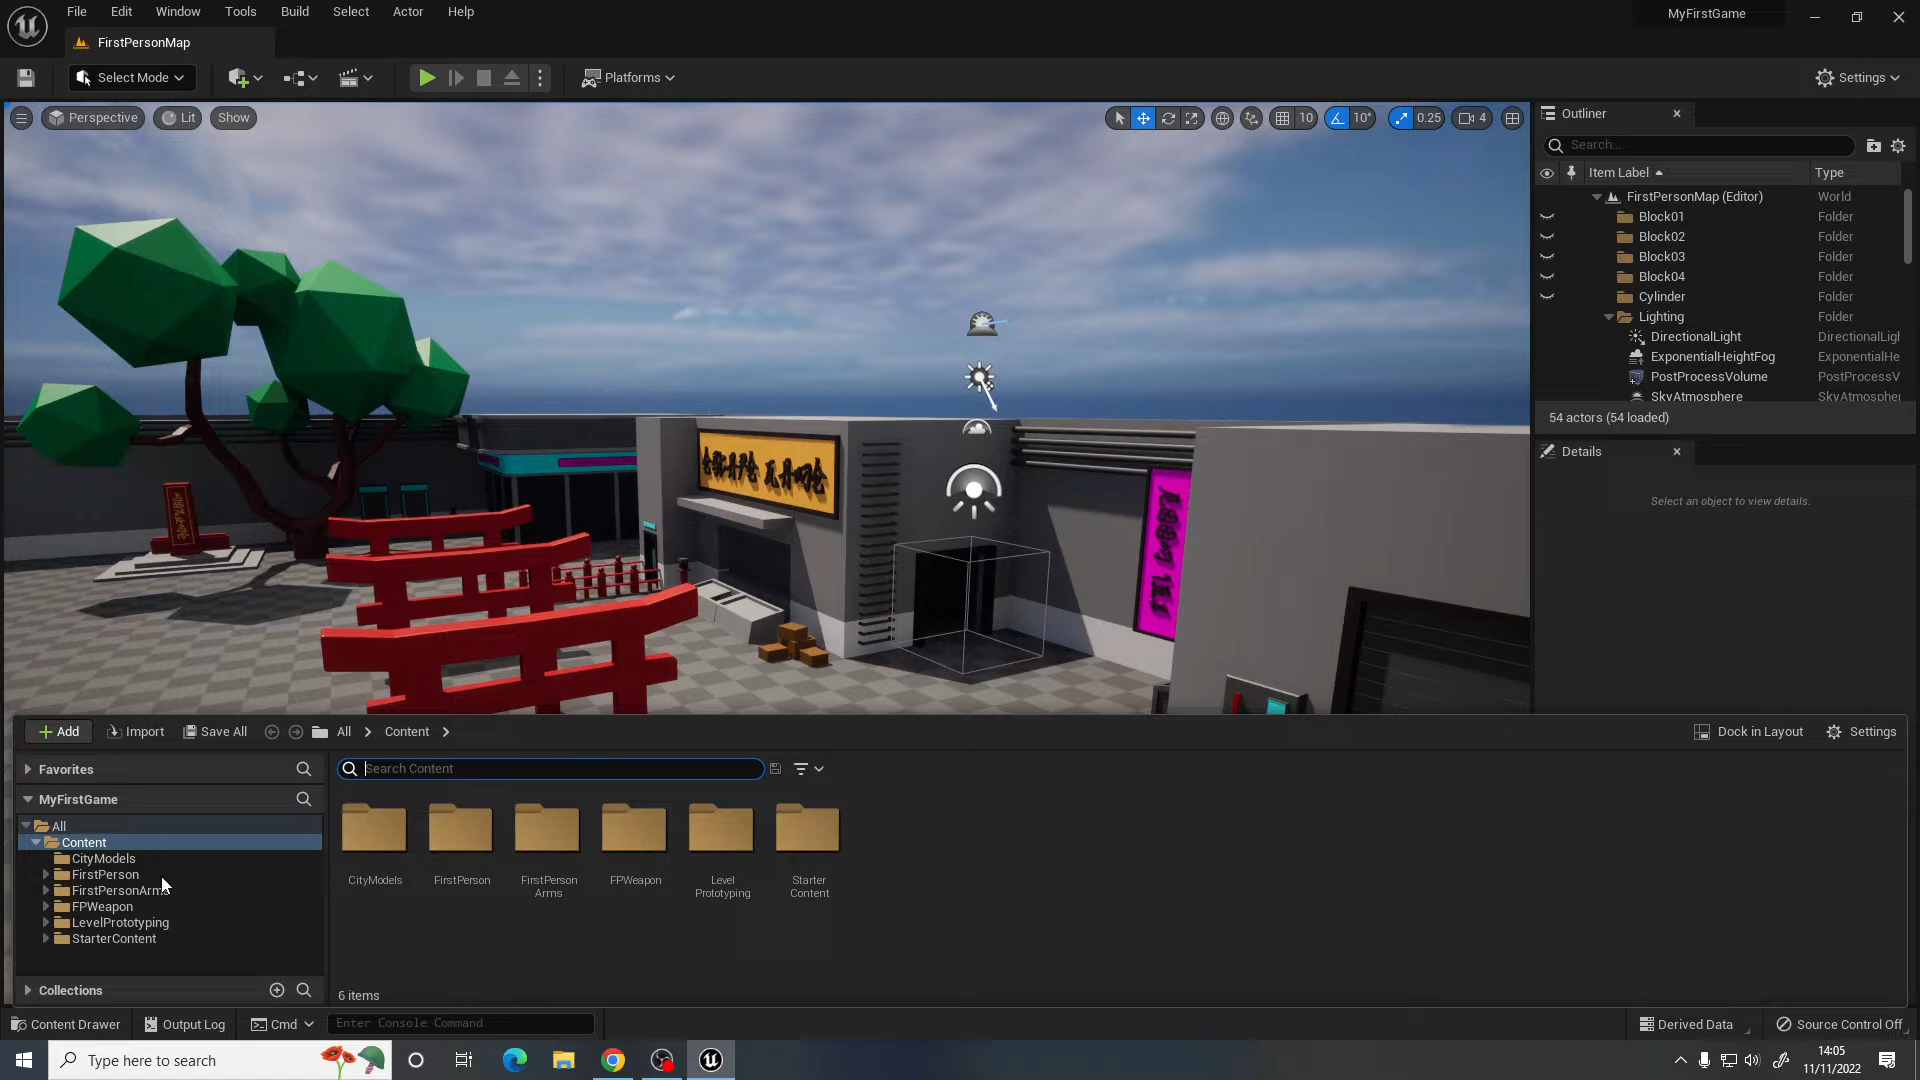 File Edit Window Tools Build Select Actor Help
MyFirstGame
FirstPersonMap
Select Mode
Platforms
Settings
Perspective
Lit
Show
10
10°
0.25
4
Outliner
Search...
Item Label
Type
FirstPersonMap (Editor) World
Block01 Folder
Block02 Folder
Block03 Folder
Block04 Folder
Cylinder Folder
Lighting Folder
DirectionalLight DirectionalLigl
ExponentialHeightFog ExponentialHe
PostProcessVolume PostProcessV
SkyAtmosphere SkyAtmospher
54 actors (54 loaded)
Details
Select an object to view details.
Add
Import
Save All
All
Content
Dock in Layout
Settings
Favorites
MyFirstGame
All
Content
CityModels
FirstPerson
FirstPersonArms
FPWeapon
LevelPrototyping
StarterContent
Collections
Search Content
CityModels
FirstPerson
FirstPerson
Arms
FPWeapon
Level
Prototyping
Starter
Content
6 items
Content Drawer
Output Log
Cmd
Enter Console Command
Derived Data
Source Control Off
Type here to search
14:05
11/11/2022